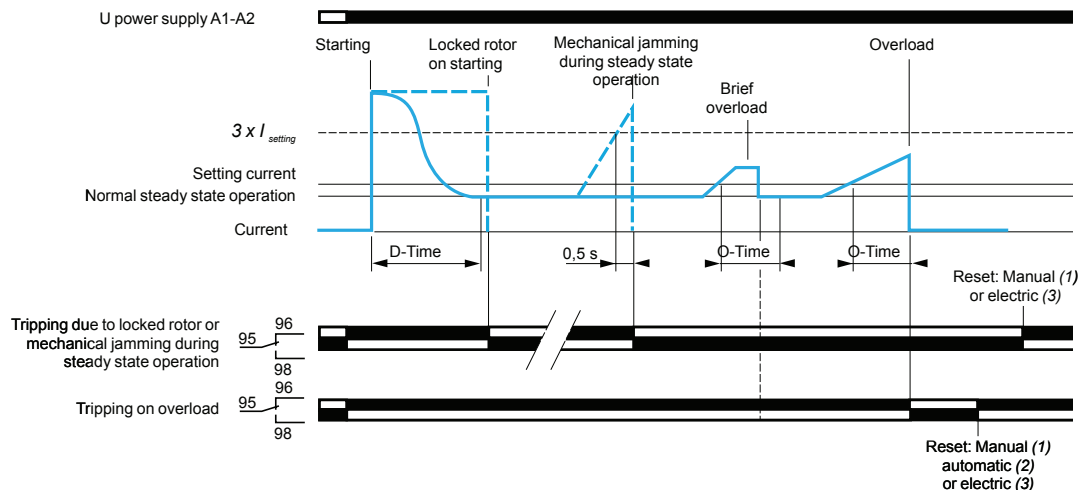 U power supply A1-A2
Starting
Locked rotor
on starting
Mechanical jamming
during steady state
operation
Brief
overload
Overload
3 x I setting
Setting current
Normal steady state operation
Current
D-Time
0,5 s
O-Time
O-Time
Reset: Manual (1)
or electric (3)
Tripping due to locked rotor or
mechanical jamming during
steady state operation
95
96
98
Tripping on overload
95
96
98
Reset: Manual (1)
automatic (2)
or electric (3)